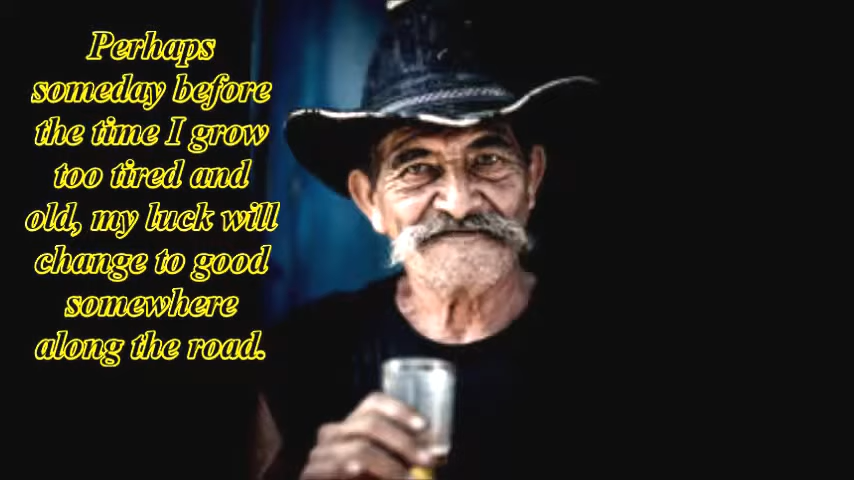 Perhaps
someday before
the time I grow
too tired and
old, my luck will
change to good
somewhere
along the road.